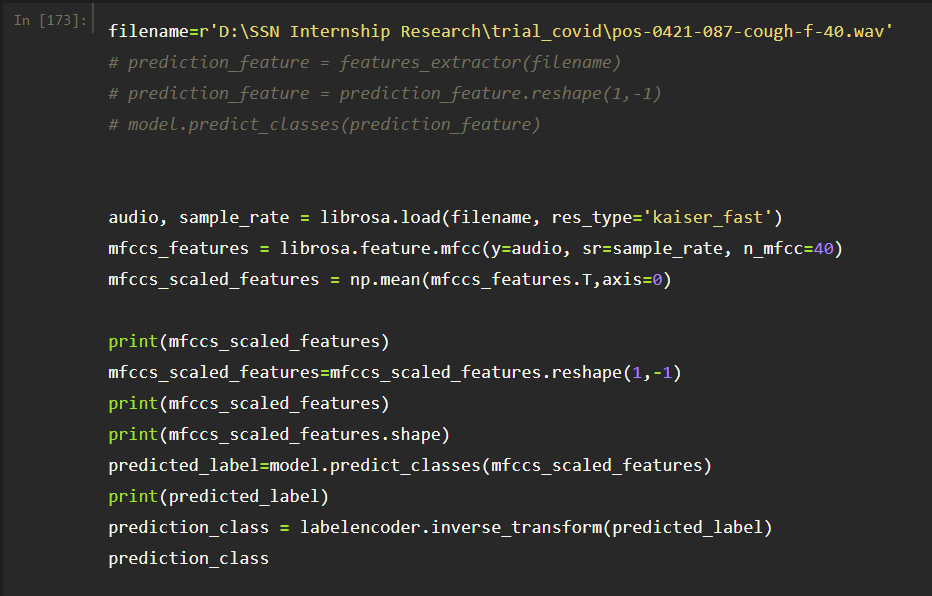 In [173]:
filename=r'D:\SSN Internship Research\trial_covid\pos-0421-087-cough-f-40.wav'
# prediction_feature = features_extractor(filename)
# prediction_feature = prediction_feature.reshape(1,-1)
# model.predict_classes(prediction_feature)
audio, sample_rate = librosa.load(filename, res_type='kaiser_fast')
mfccs_features = librosa.feature.mfcc(y=audio, sr=sample_rate, n_mfcc=40)
mfccs_scaled_features = np.mean(mfccs_features.T,axis=0)
print(mfccs_scaled_features)
mfccs_scaled_features=mfccs_scaled_features.reshape(1,-1)
print(mfccs_scaled_features)
print(mfccs_scaled_features.shape)
predicted_label=model.predict_classes(mfccs_scaled_features)
print(predicted_label)
prediction_class = labelencoder.inverse_transform(predicted_label)
prediction_class